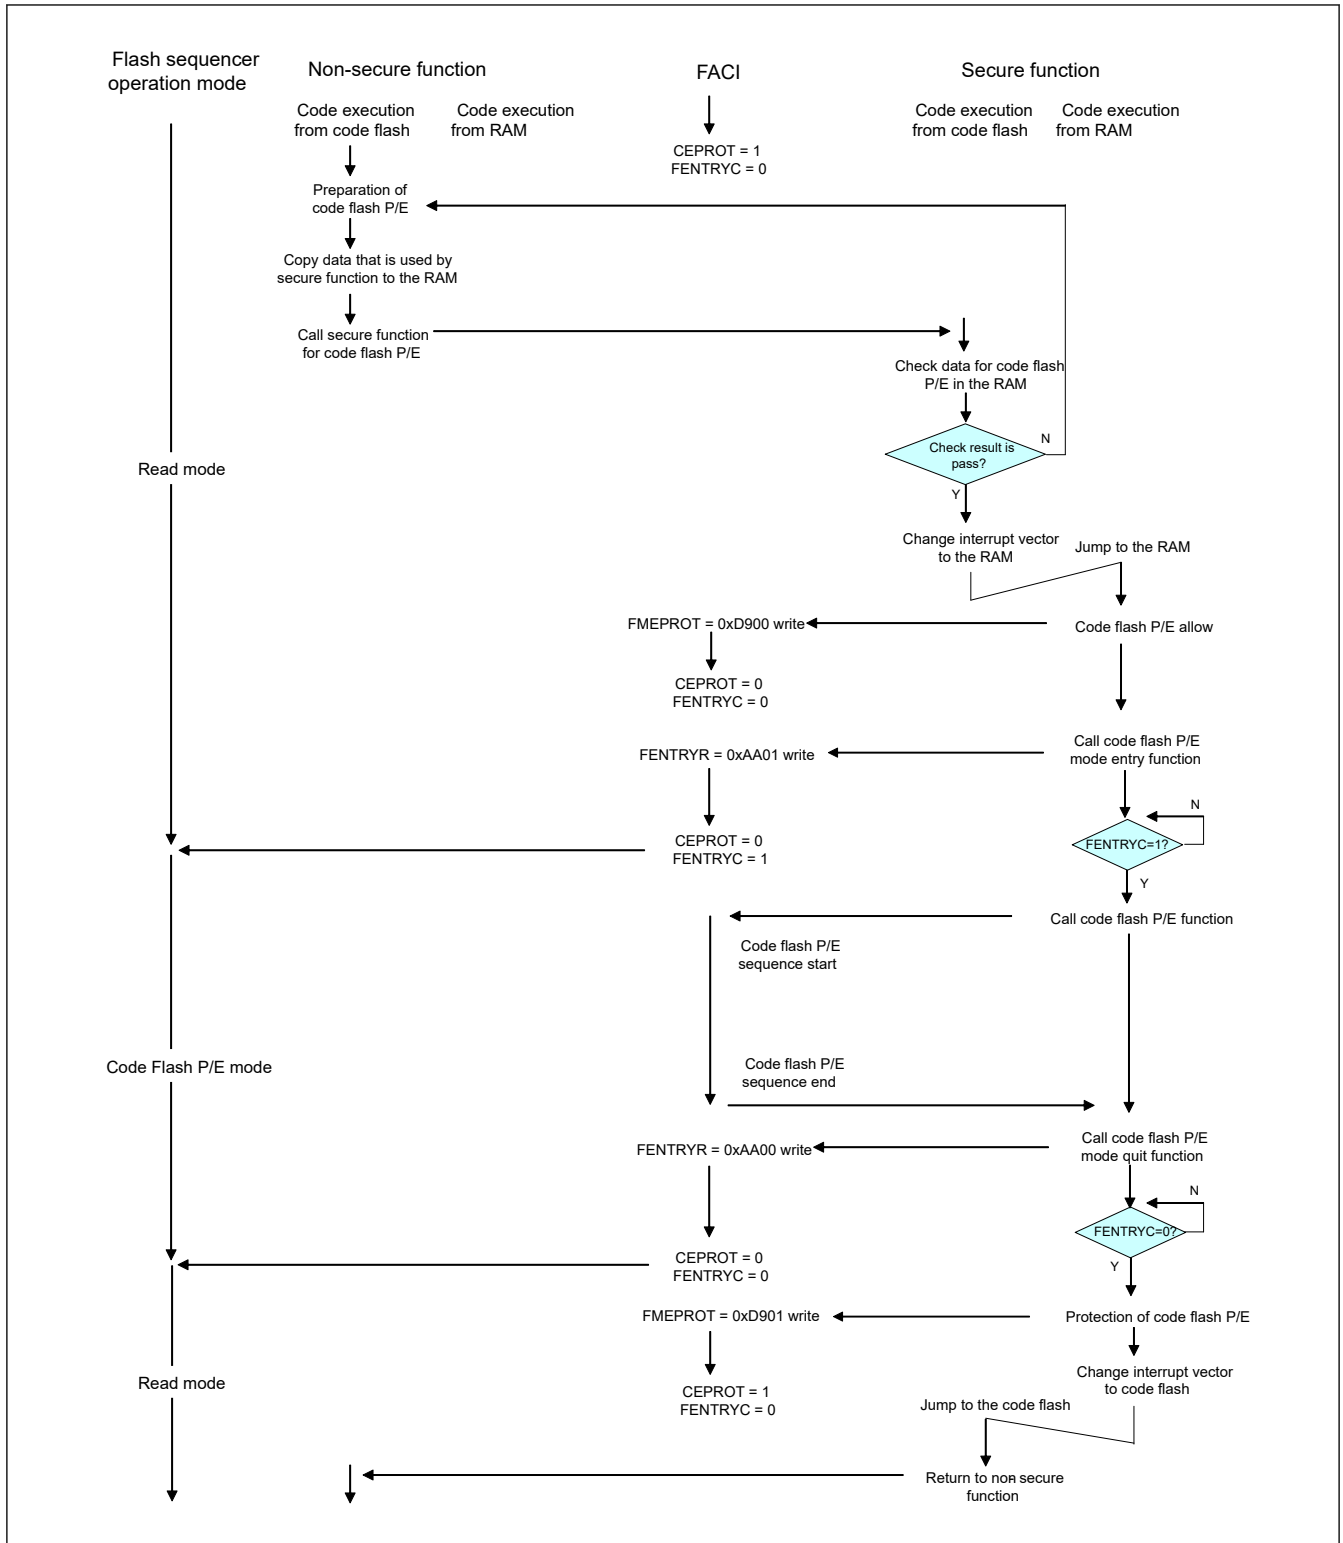 Flash sequencer
operation mode
Non-secure function
FACI
Secure function
Code execution
from code flash
Code execution
from RAM
Code execution
from code flash
Code execution
from RAM
CEPROT = 1
FENTRYC = 0
Preparation of
code flash P/E
Copy data that is used by
secure function to the RAM
Call secure function
for code flash P/E
Check data for code flash
P/E in the RAM
N
Check result is
pass?
Read mode
Y
Change interrupt vector
to the RAM
Jump to the RAM
FMEPROT = 0xD900 write
Code flash P/E allow
CEPROT = 0
FENTRYC = 0
Call code flash P/E
mode entry function
FENTRYR = 0xAA01 write
N
CEPROT = 0
FENTRYC = 1
FENTRYC=1?
Y
Call code flash P/E function
Code flash P/E
sequence start
Code Flash P/E mode
Code flash P/E
sequence end
Call code flash P/E
mode quit function
FENTRYR = 0xAA00 write
N
FENTRYC=0?
CEPROT = 0
FENTRYC = 0
Y
FMEPROT = 0xD901 write
Protection of code flash P/E
Read mode
Change interrupt vector
to code flash
CEPROT = 1
FENTRYC = 0
Jump to the code flash
Return to non-secure
function